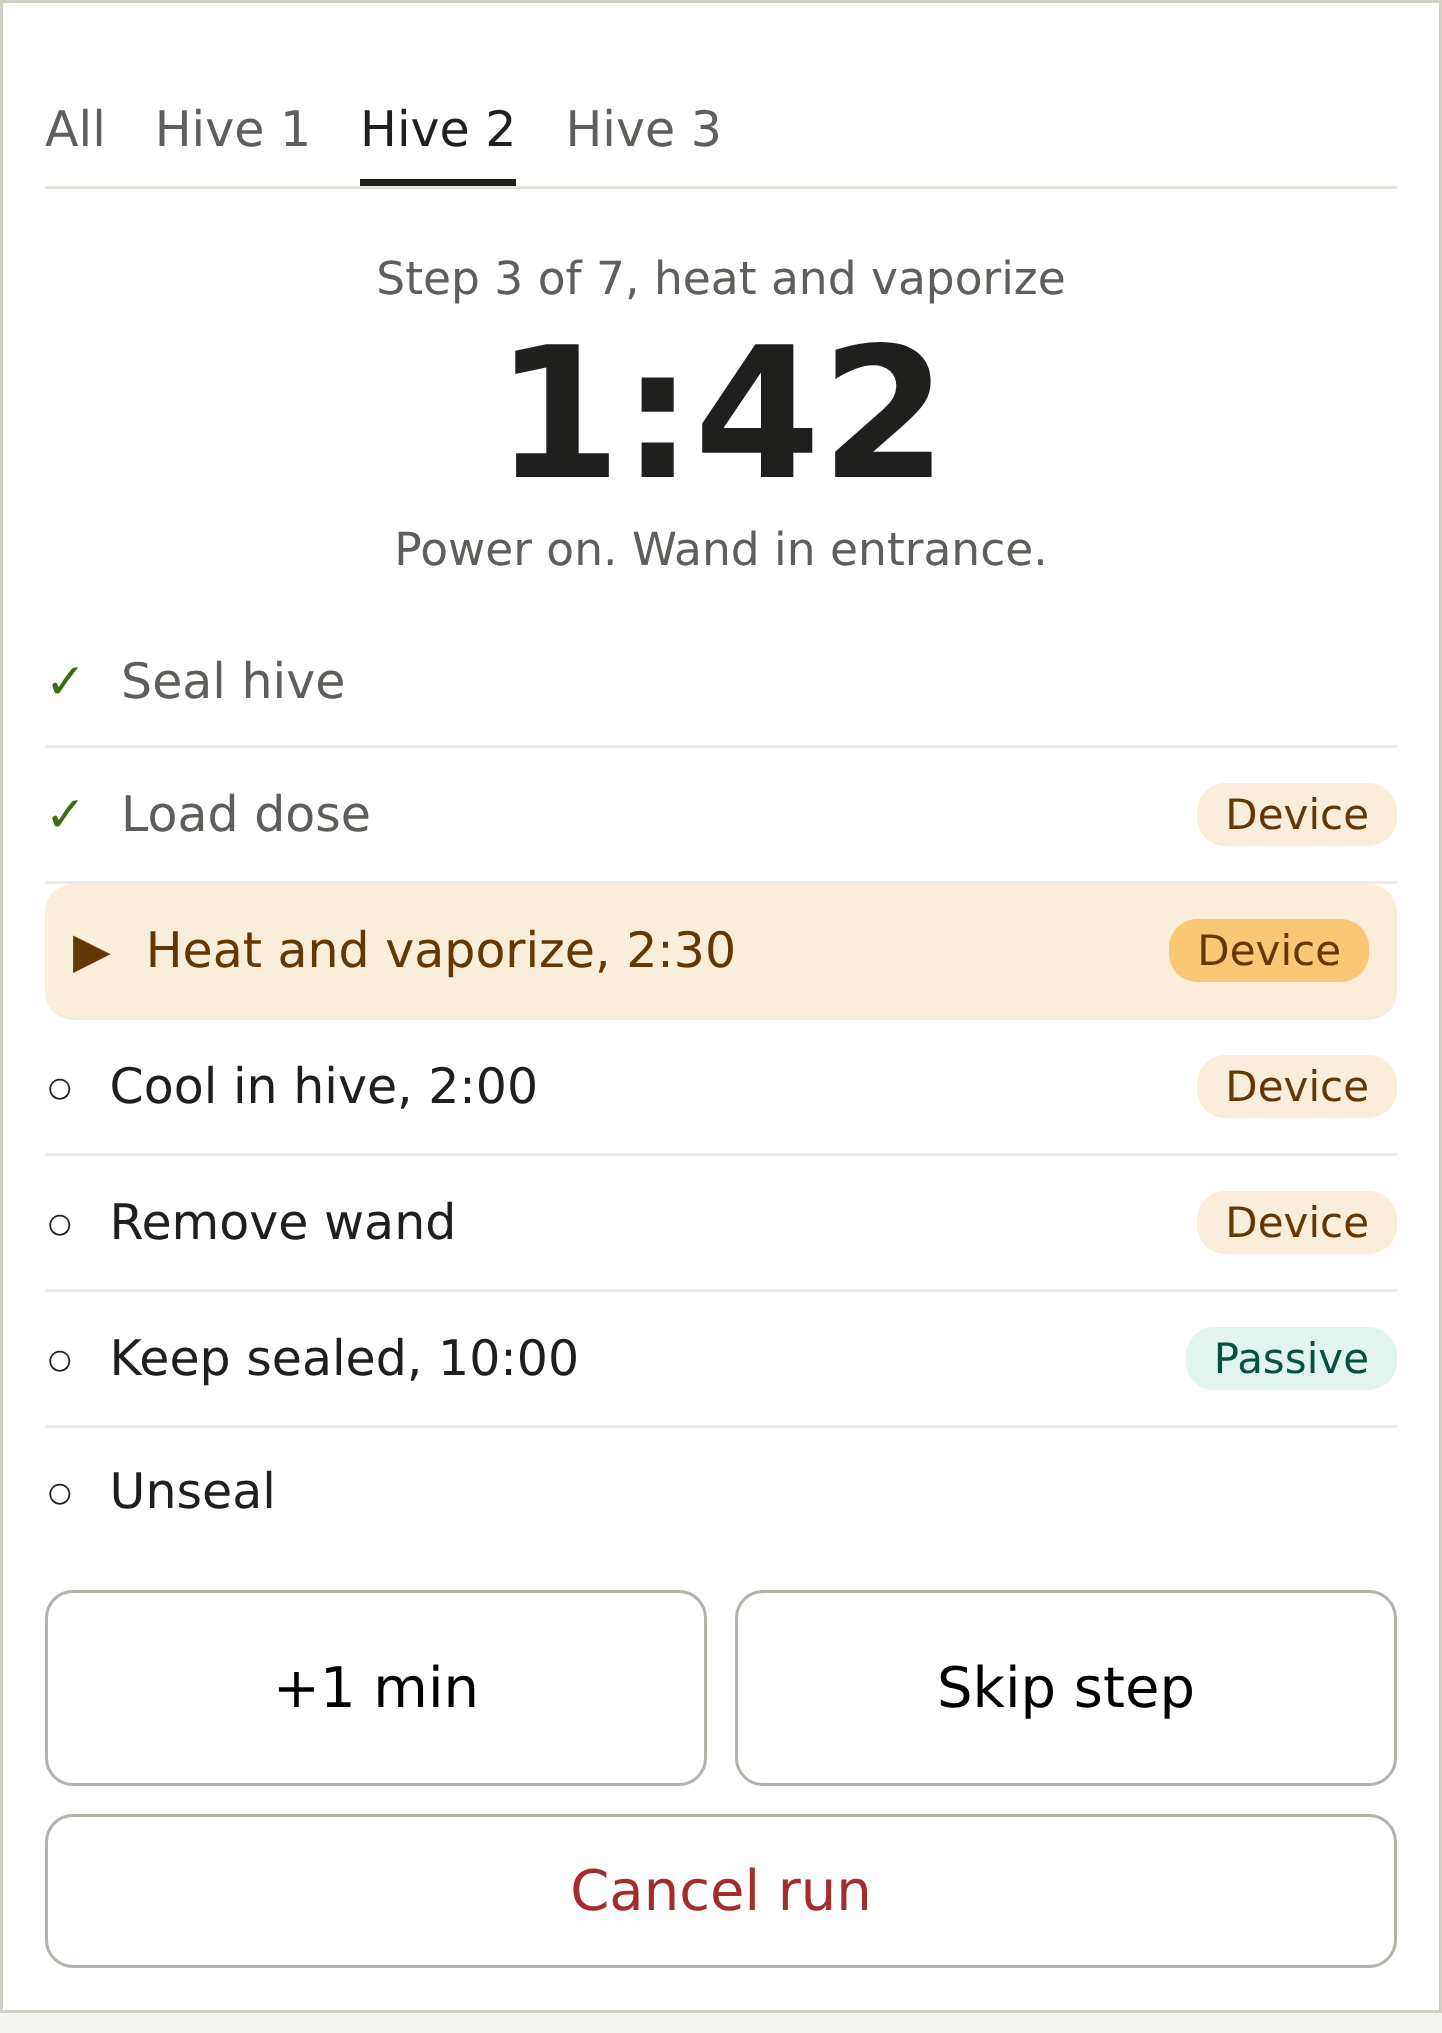 All Hive 1 Hive 2 Hive 3
Step 3 of 7, heat and vaporize
1:42
Power on. Wand in entrance.
✓ Seal hive
✓ Load dose Device
▶ Heat and vaporize, 2:30 Device
○ Cool in hive, 2:00 Device
○ Remove wand Device
○ Keep sealed, 10:00 Passive
○ Unseal
+1 min Skip step
Cancel run